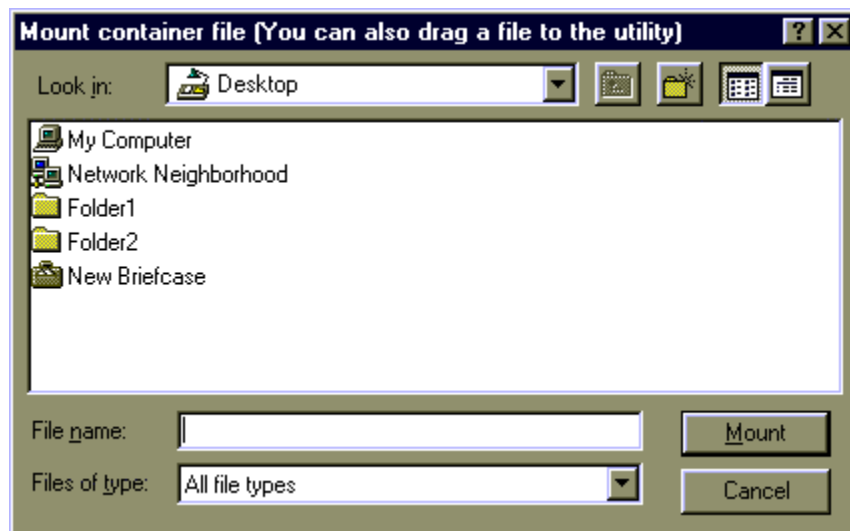 Mount container file (You can also drag a file to the utility)
Look in: Desktop
My Computer
Network Neighborhood
Folder1
Folder2
New Briefcase
File name: Mount
Files of type: All file types Cancel